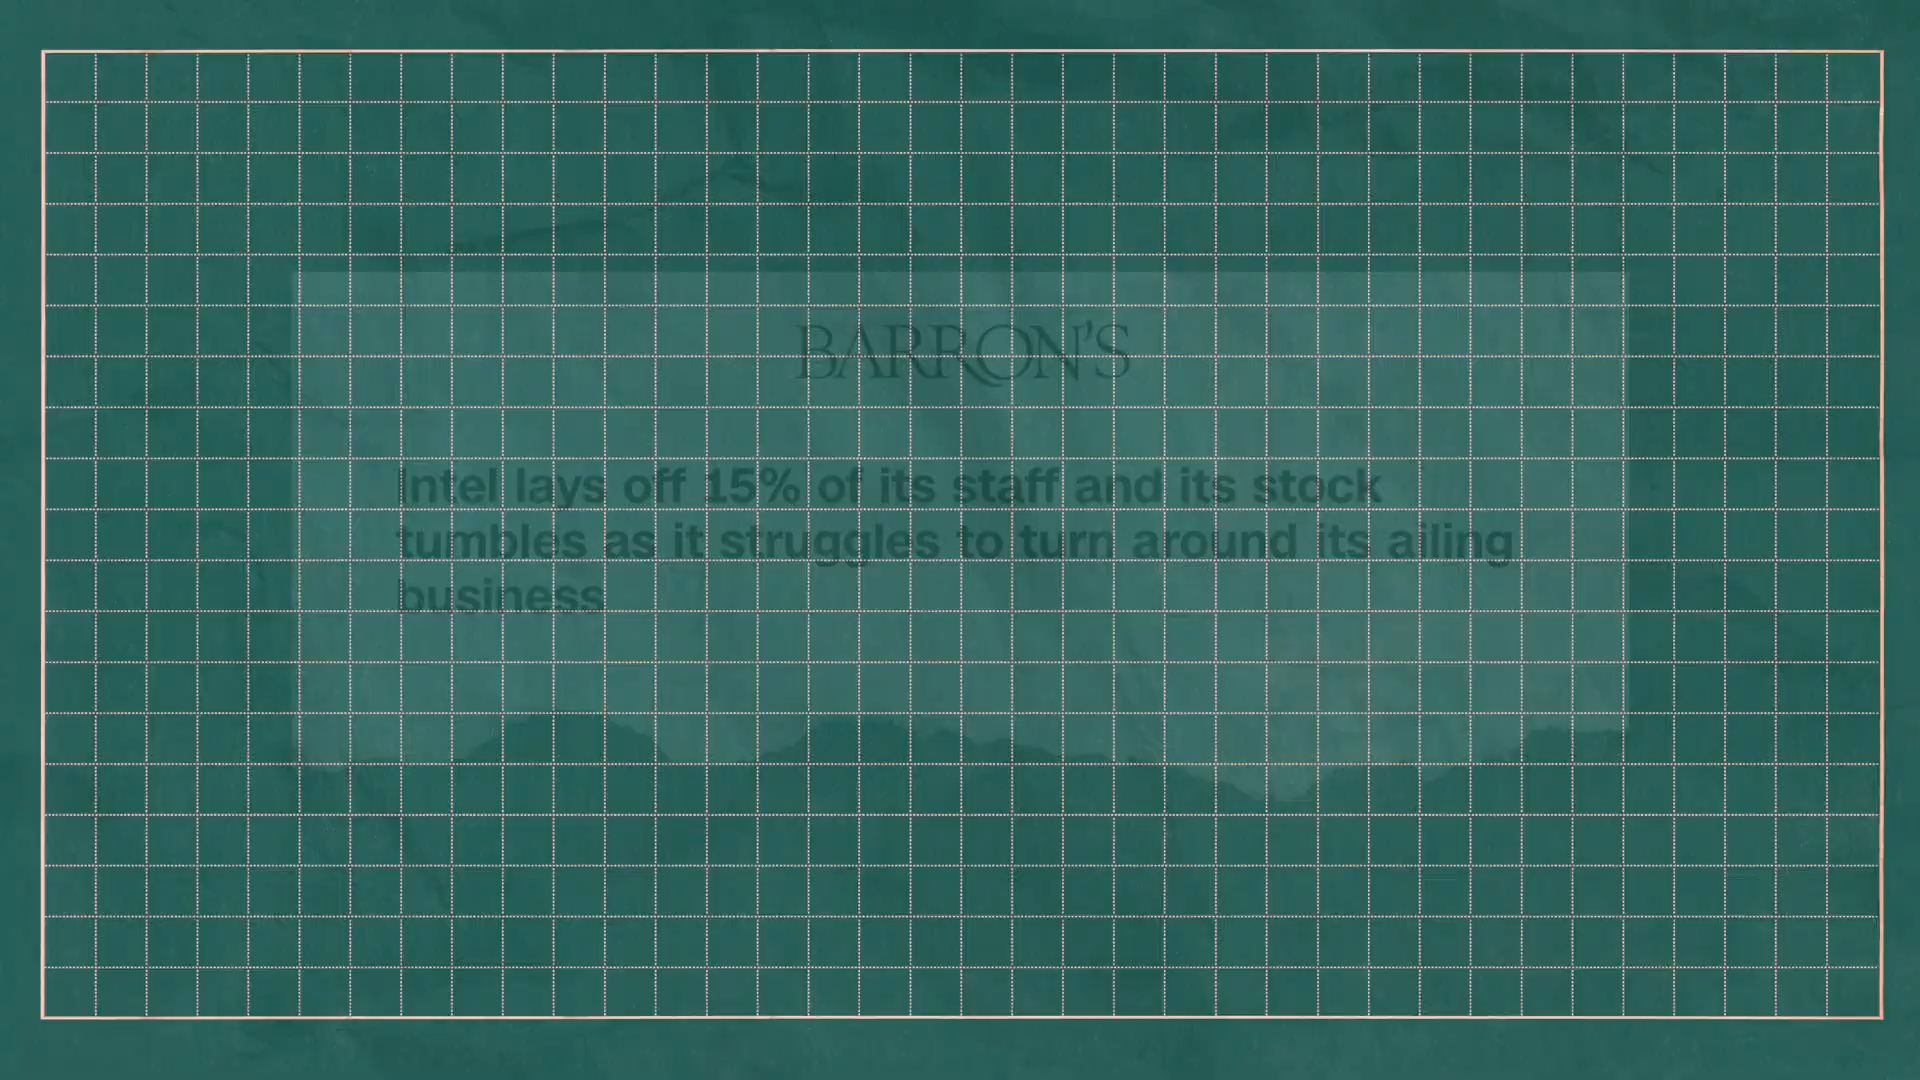 BARRON'S
Intel lays off 15% of its staff and its stock
tumbles as it struggles to turn around its ailing
business